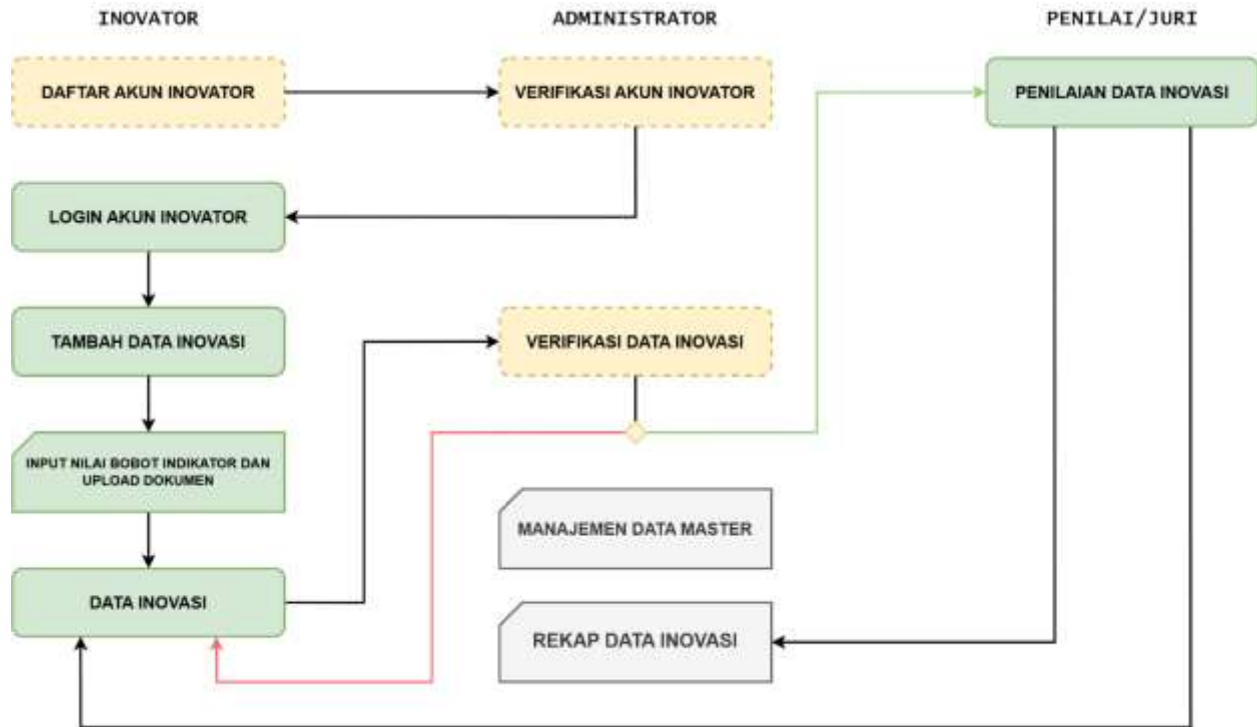 INOVATOR
ADMINISTRATOR
PENILAI/JURI
DAFTAR AKUN INOVATOR
VERIFIKASI AKUN INOVATOR
PENILAIAN DATA INOVASI
LOGIN AKUN INOVATOR
TAMBAH DATA INOVASI
VERIFIKASI DATA INOVASI
INPUT NILAI BOBOT INDIKATOR DAN
UPLOAD DOKUMEN
MANAJEMEN DATA MASTER
DATA INOVASI
REKAP DATA INOVASI